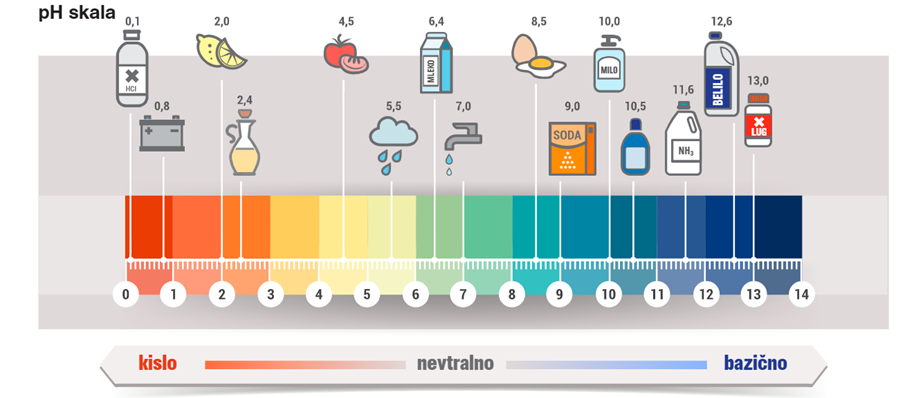 pH skala
0,1
2,0
4,5
6,4
8,5
10,0
12,6
HCl
0,8
2,4
5,5
MLEKO
7,0
9,0
SODA
MILO
10,5
11,6
NH₃
BELILO
13,0
LUG
0 1 2 3 4 5 6 7 8 9 10 11 12 13 14
kislo nevtralno bazično